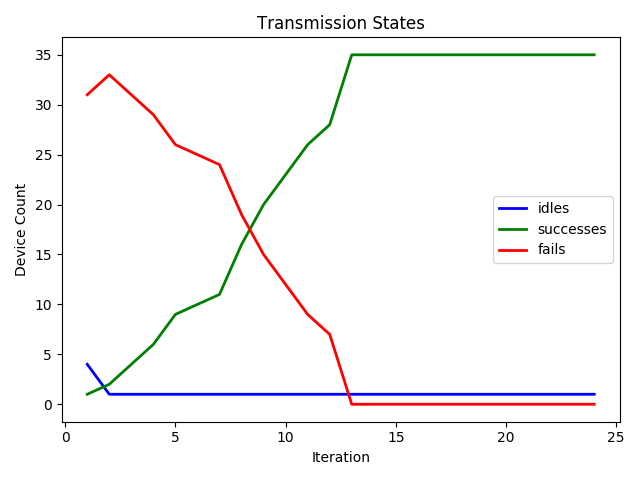 Transmission States
Device Count
35
30
25
20
15
10
5
0
idles
successes
fails
0 5 10 15 20 25
Iteration